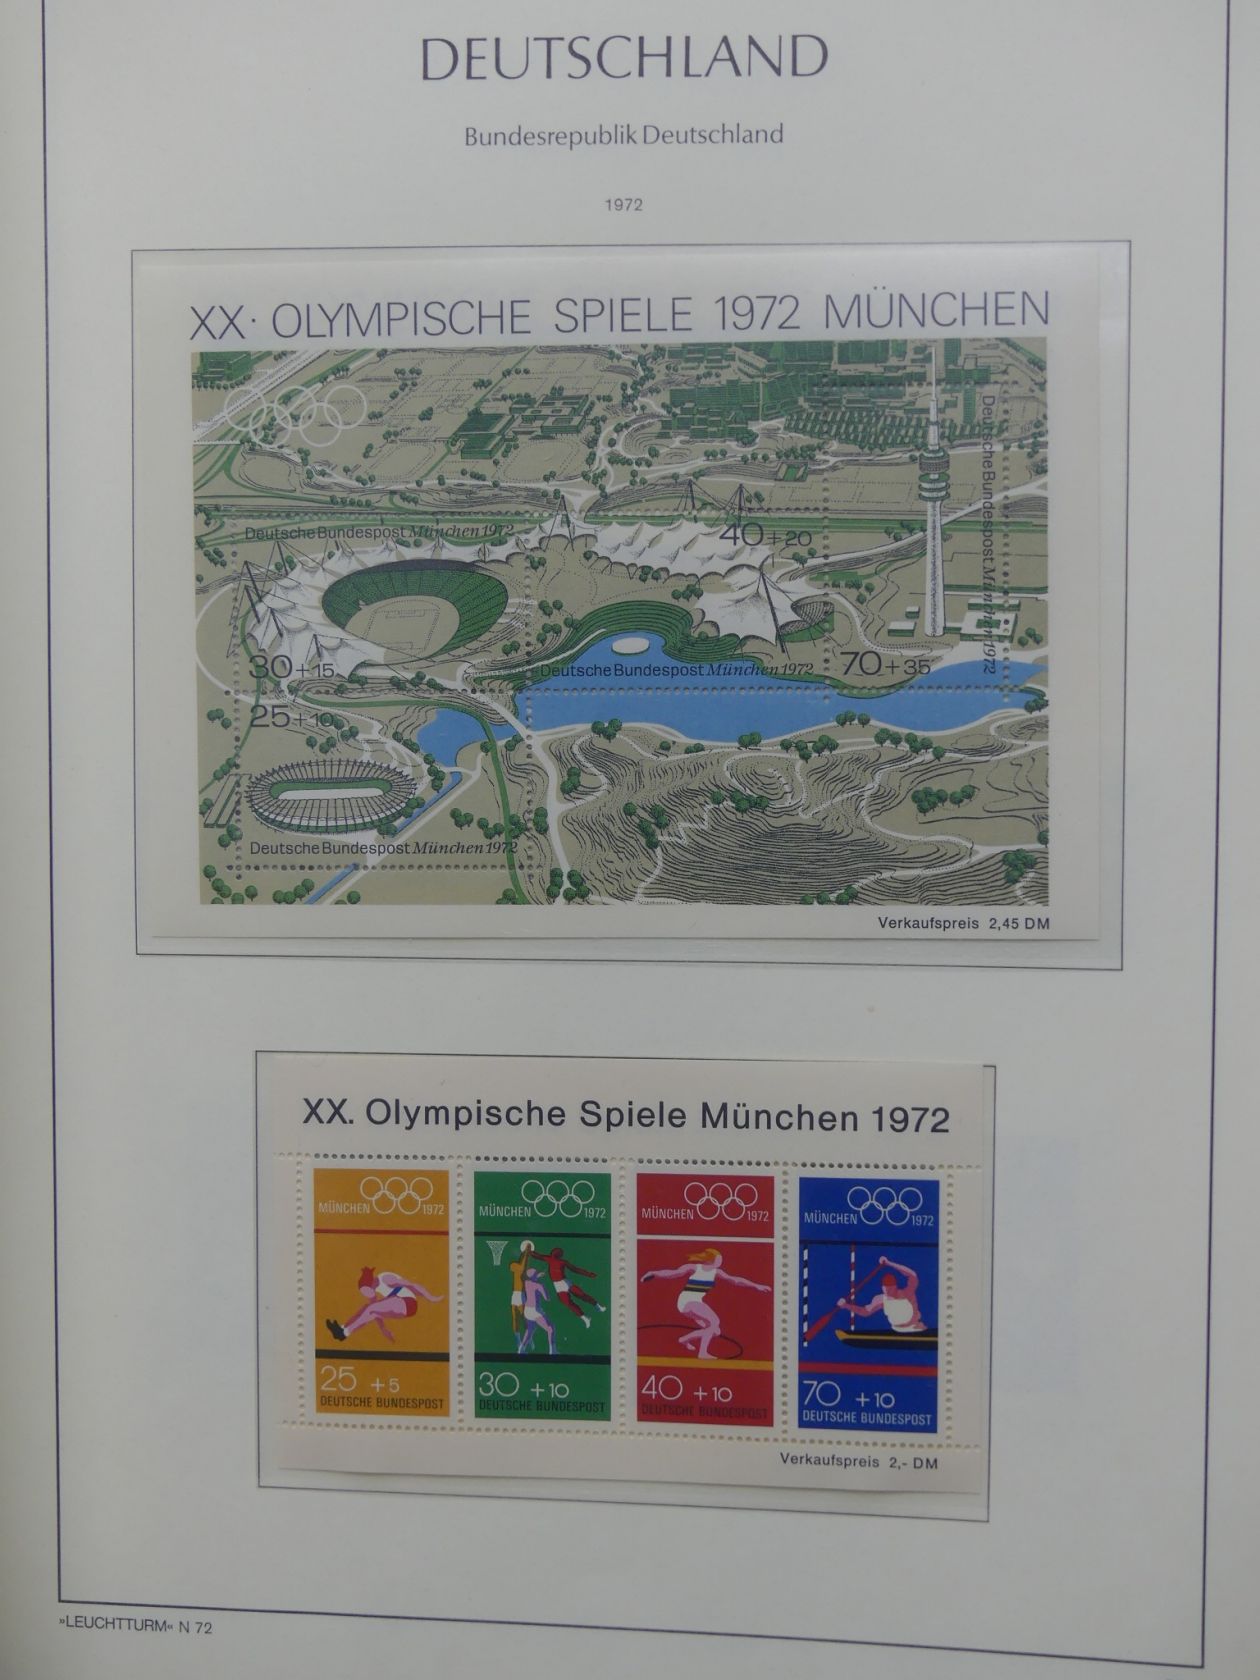 DEUTSCHLAND
Bundesrepublik Deutschland
1972
XX. OLYMPISCHE SPIELE 1972 MÜNCHEN
Deutsche Bundespost München 1972
Deutsche Bundespost München 1972
40+20
30+15
Deutsche Bundespost München 1972
70+35
25+10
Deutsche Bundespost München 1972
Verkaufspreis 2,45 DM
XX. Olympische Spiele München 1972
MÜNCHEN 1972
25 +5
DEUTSCHE BUNDESPOST
MÜNCHEN 1972
30 +10
DEUTSCHE BUNDESPOST
MÜNCHEN 1972
40 +10
DEUTSCHE BUNDESPOST
MÜNCHEN 1972
70 +10
DEUTSCHE BUNDESPOST
Verkaufspreis 2,- DM
»LEUCHTTURM« N 72